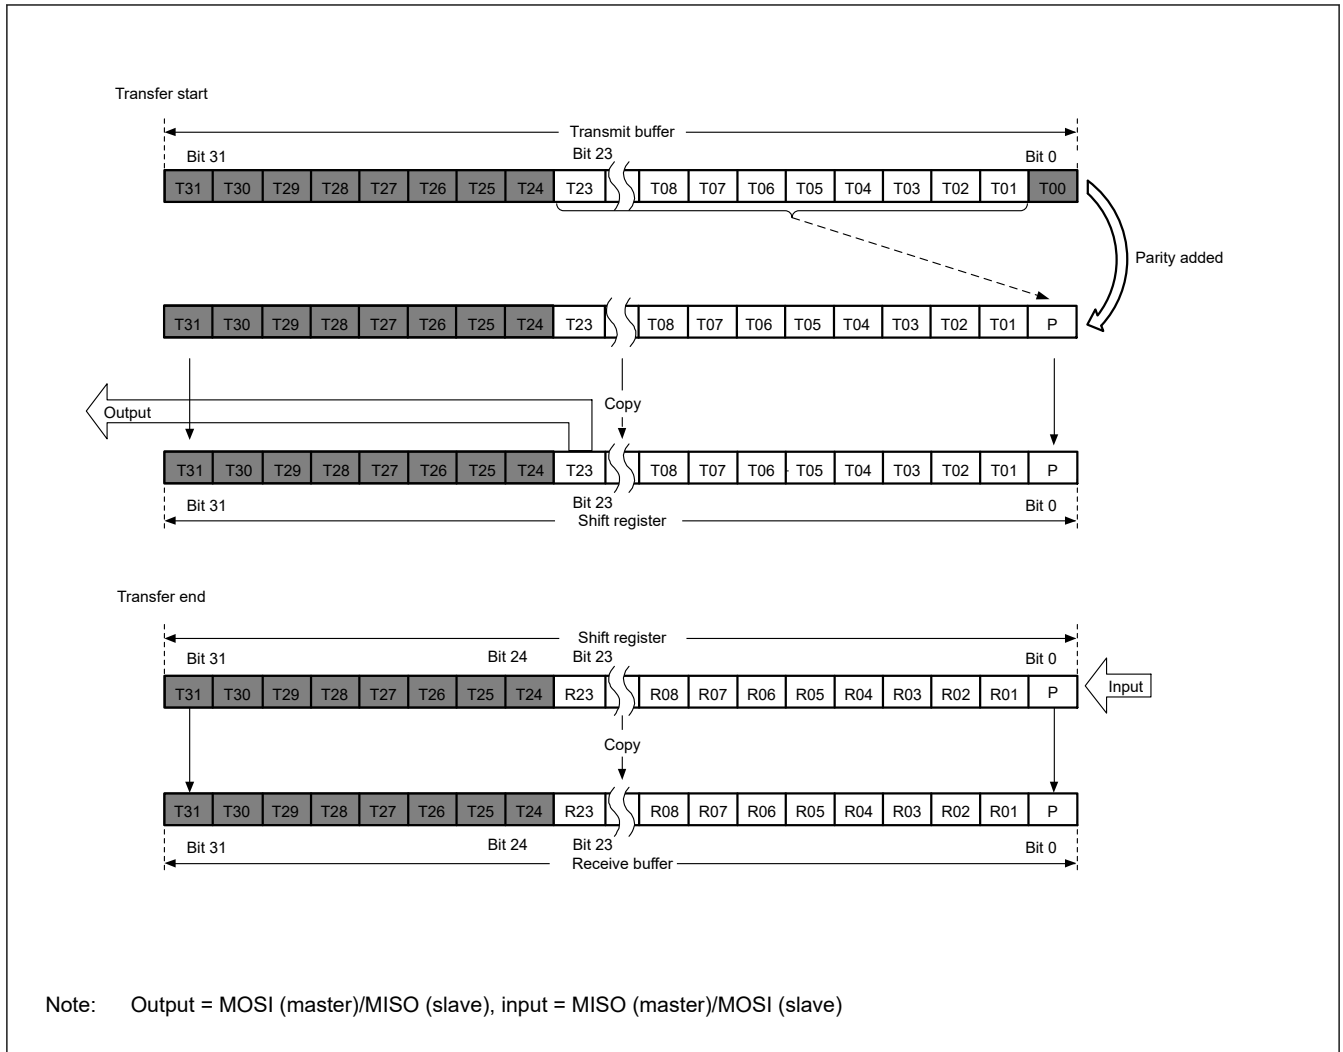 Transfer start
Transmit buffer
Bit 31 Bit 23 Bit 0
T31 T30 T29 T28 T27 T26 T25 T24 T23 T08 T07 T06 T05 T04 T03 T02 T01 T00
Parity added
T31 T30 T29 T28 T27 T26 T25 T24 T23 T08 T07 T06 T05 T04 T03 T02 T01 P
Output Copy
T31 T30 T29 T28 T27 T26 T25 T24 T23 T08 T07 T06 T05 T04 T03 T02 T01 P
Bit 31 Bit 23 Bit 0
Shift register
Transfer end
Shift register
Bit 31 Bit 24 Bit 23 Bit 0
T31 T30 T29 T28 T27 T26 T25 T24 R23 R08 R07 R06 R05 R04 R03 R02 R01 P Input
Copy
T31 T30 T29 T28 T27 T26 T25 T24 R23 R08 R07 R06 R05 R04 R03 R02 R01 P
Bit 31 Bit 24 Bit 23 Bit 0
Receive buffer
Note: Output = MOSI (master)/MISO (slave), input = MISO (master)/MOSI (slave)